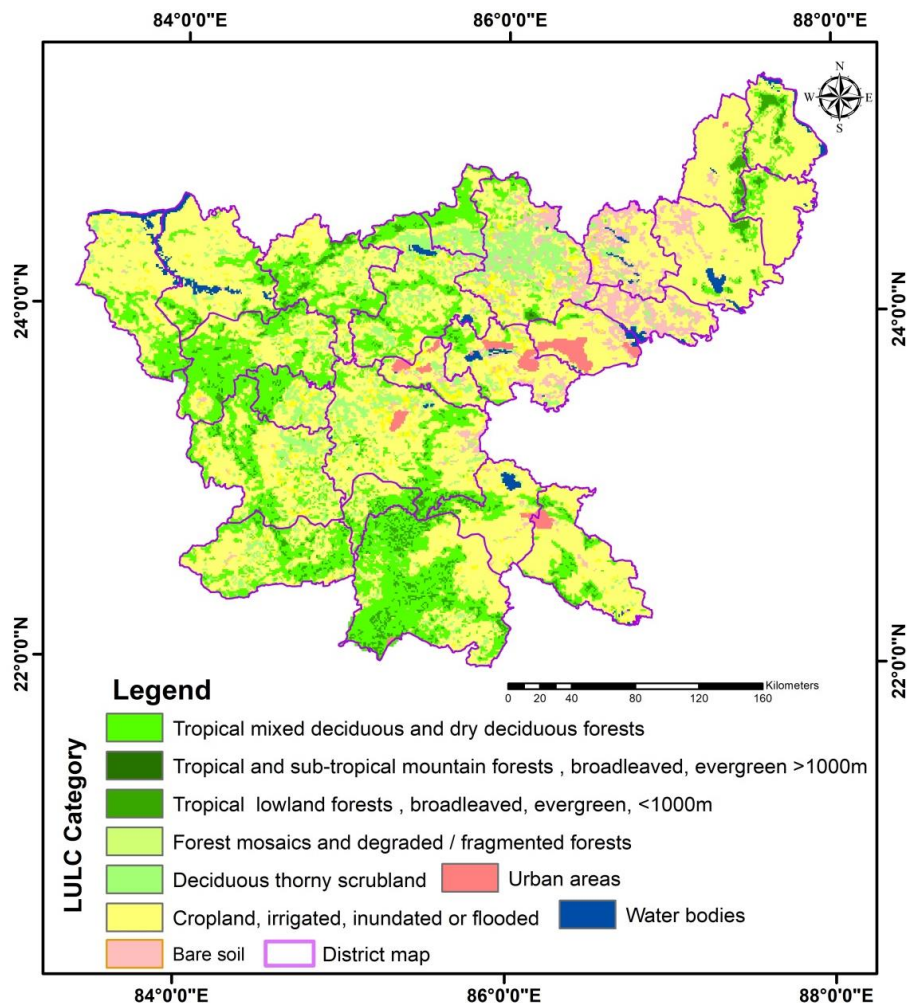 84°0'0"E 86°0'0"E 88°0'0"E
N
W E
S
24°0'0"N 24°0'0"N
22°0'0"N 22°0'0"N
Kilometers
0 20 40 80 120 160
Legend
LULC Category
Tropical mixed deciduous and dry deciduous forests
Tropical and sub-tropical mountain forests , broadleaved, evergreen >1000m
Tropical lowland forests , broadleaved, evergreen, <1000m
Forest mosaics and degraded / fragmented forests
Deciduous thorny scrubland Urban areas
Cropland, irrigated, inundated or flooded Water bodies
Bare soil District map
84°0'0"E 86°0'0"E 88°0'0"E